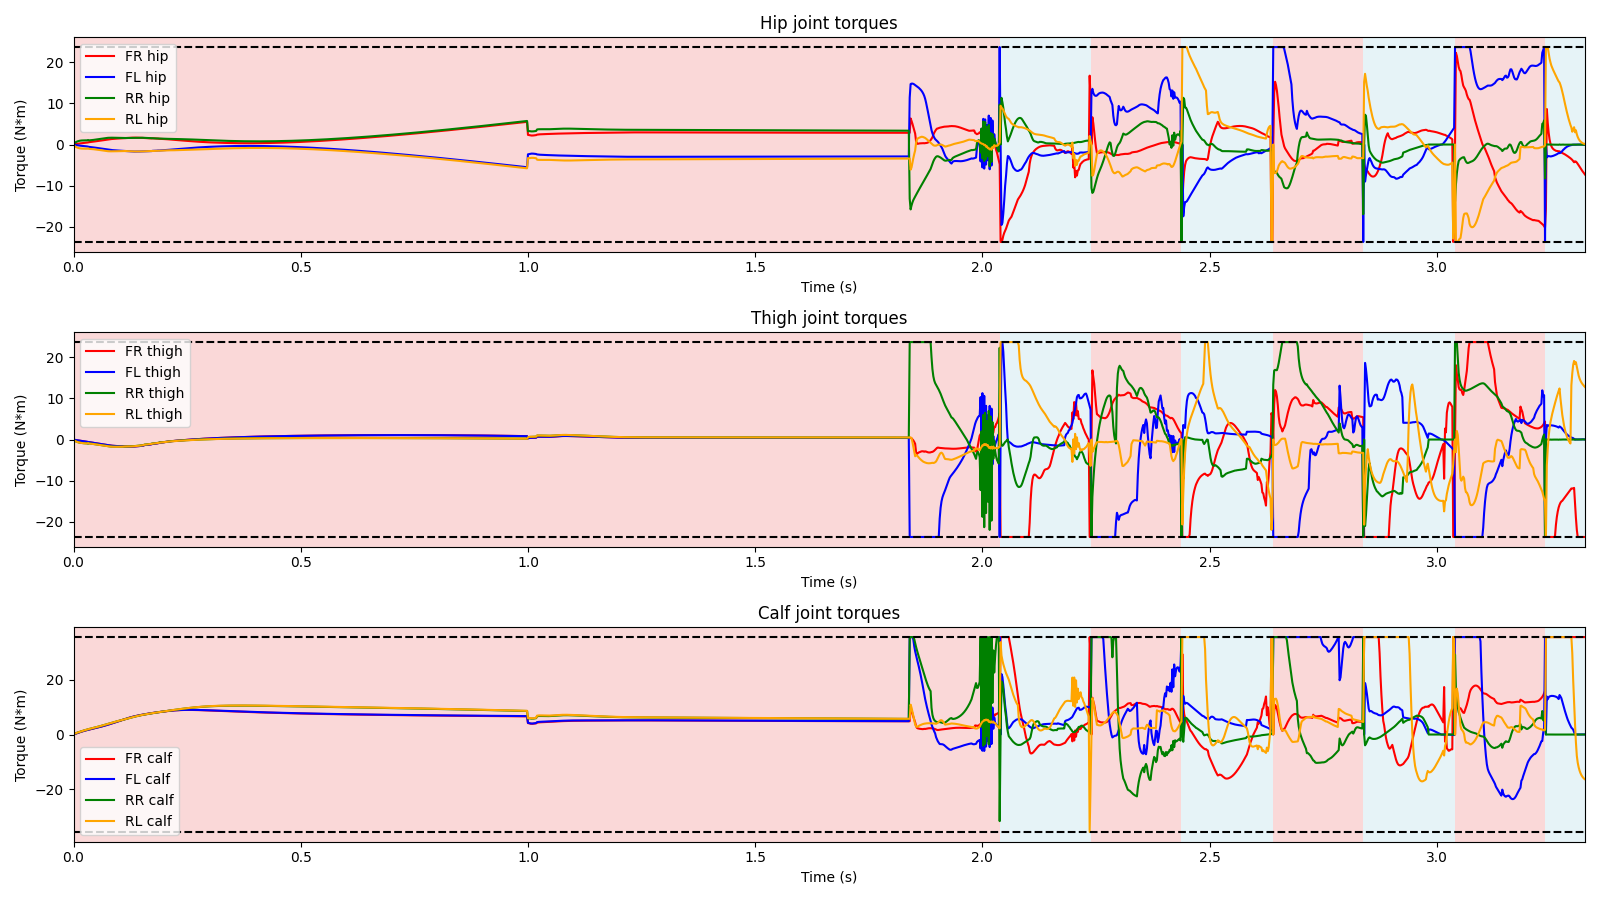 Hip joint torques
Torque (N*m)
20
10
0
−10
−20
FR hip
FL hip
RR hip
RL hip
0.0 0.5 1.0 1.5 2.0 2.5 3.0
Time (s)
Thigh joint torques
Torque (N*m)
20
10
0
−10
−20
FR thigh
FL thigh
RR thigh
RL thigh
0.0 0.5 1.0 1.5 2.0 2.5 3.0
Time (s)
Calf joint torques
Torque (N*m)
20
0
−20
FR calf
FL calf
RR calf
RL calf
0.0 0.5 1.0 1.5 2.0 2.5 3.0
Time (s)